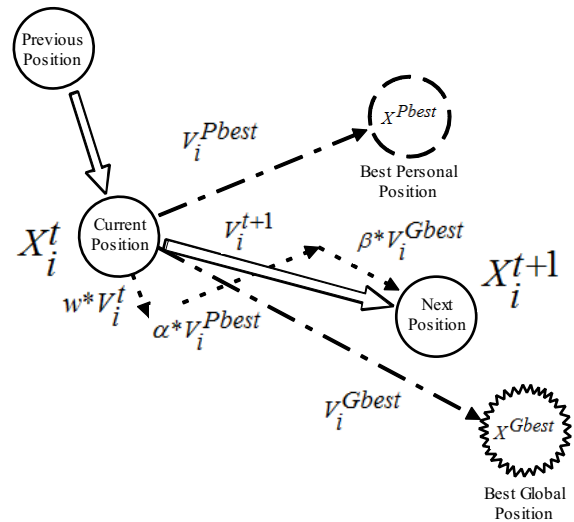 Previous
Position
X^{Pbest}
V_i^{Pbest}
Best Personal
Position
Current
Position
X_i^t
V_i^{t+1}
β*V_i^{Gbest}
X_i^{t+1}
w*V_i^t
α*V_i^{Pbest}
Next
Position
V_i^{Gbest}
X^{Gbest}
Best Global
Position